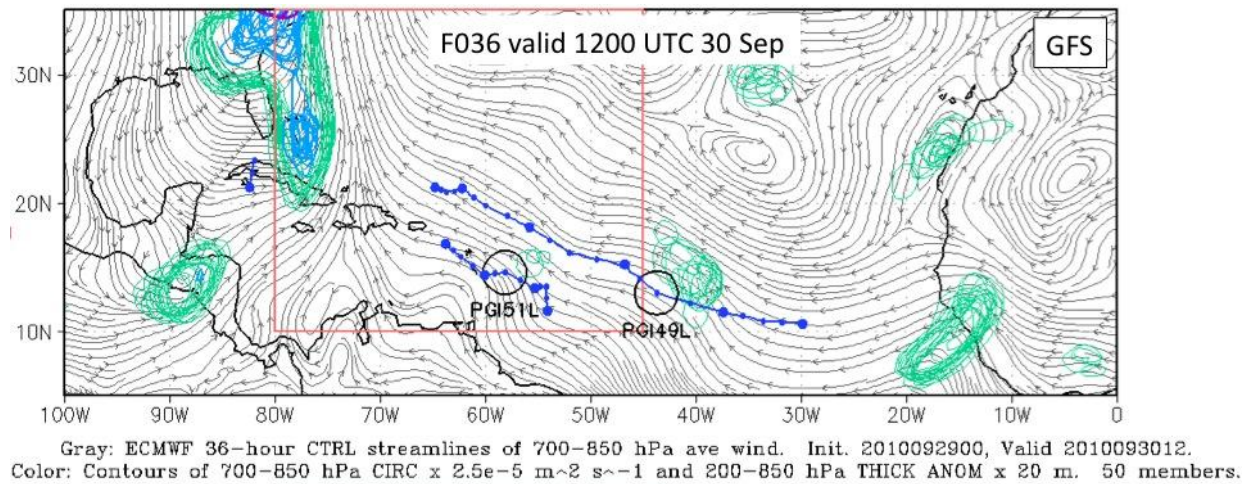 F036 valid 1200 UTC 30 Sep
GFS
30N
20N
10N
PGI51L
PGI49L
100W 90W 80W 70W 60W 50W 40W 30W 20W 10W 0
Gray: ECMWF 36-hour CTRL streamlines of 700-850 hPa ave wind. Init. 2010092900, Valid 2010093012.
Color: Contours of 700-850 hPa CIRC x 2.5e-5 m^2 s^-1 and 200-850 hPa THICK ANOM x 20 m. 50 members.